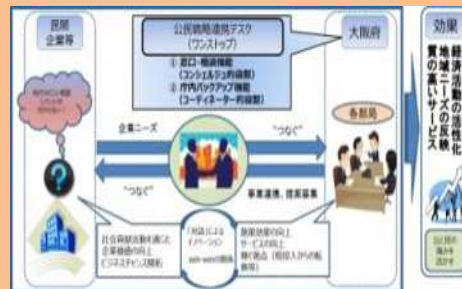 民間
企業等
公民戦略連携デスク
(ワンストップ)
① 窓口・相談機能
(コンシェルジュ的役割)
② 庁内バックアップ機能
(コーディネーター的役割)
大阪府
各部局
企業ニーズ
"つなぐ"
"つなぐ"
事業連携、提案募集
社会貢献活動を通じた
企業価値の向上
ビジネスチャンス拡大
「対話」による
イノベーション
win-winの関係
施策効果の向上
サービスの向上
効果
経済活動の活性化
地域ニーズの反映
質の高いサービス